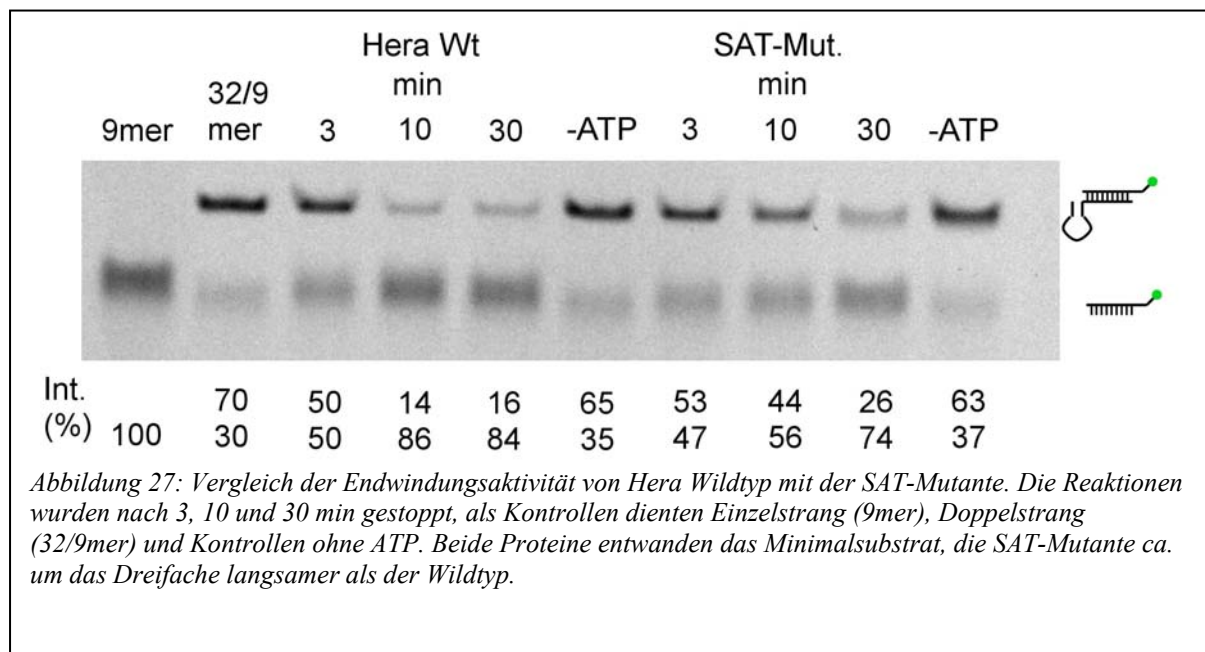 Hera Wt SAT-Mut.
min min
32/9
9mer mer 3 10 30 -ATP 3 10 30 -ATP
Int. 70 50 14 16 65 53 44 26 63
(%) 100 30 50 86 84 35 47 56 74 37
Abbildung 27: Vergleich der Endwindungsaktivität von Hera Wildtyp mit der SAT-Mutante. Die Reaktionen
wurden nach 3, 10 und 30 min gestoppt, als Kontrollen dienten Einzelstrang (9mer), Doppelstrang
(32/9mer) und Kontrollen ohne ATP. Beide Proteine entwanden das Minimalsubstrat, die SAT-Mutante ca.
um das Dreifache langsamer als der Wildtyp.